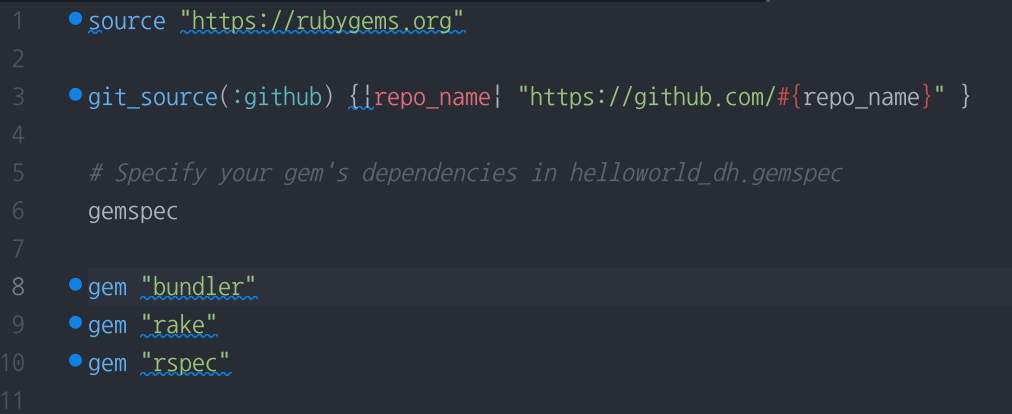 1 source "https://rubygems.org"
2
3 git_source(:github) {|repo_name| "https://github.com/#{repo_name}" }
4
5 # Specify your gem's dependencies in helloworld_dh.gemspec
6 gemspec
7
8 gem "bundler"
9 gem "rake"
10 gem "rspec"
11